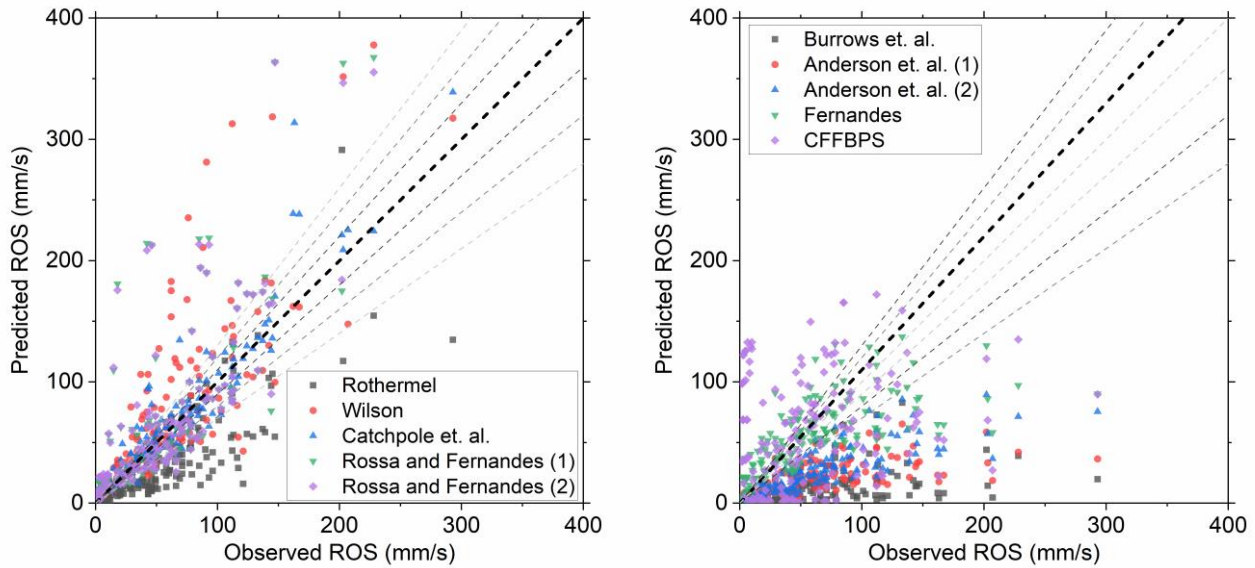 400
300
200
100
0
Predicted ROS (mm/s)
Rothermel
Wilson
Catchpole et. al.
Rossa and Fernandes (1)
Rossa and Fernandes (2)
0 100 200 300 400
Observed ROS (mm/s)
400
300
200
100
0
Predicted ROS (mm/s)
Burrows et. al.
Anderson et. al. (1)
Anderson et. al. (2)
Fernandes
CFFBPS
0 100 200 300 400
Observed ROS (mm/s)